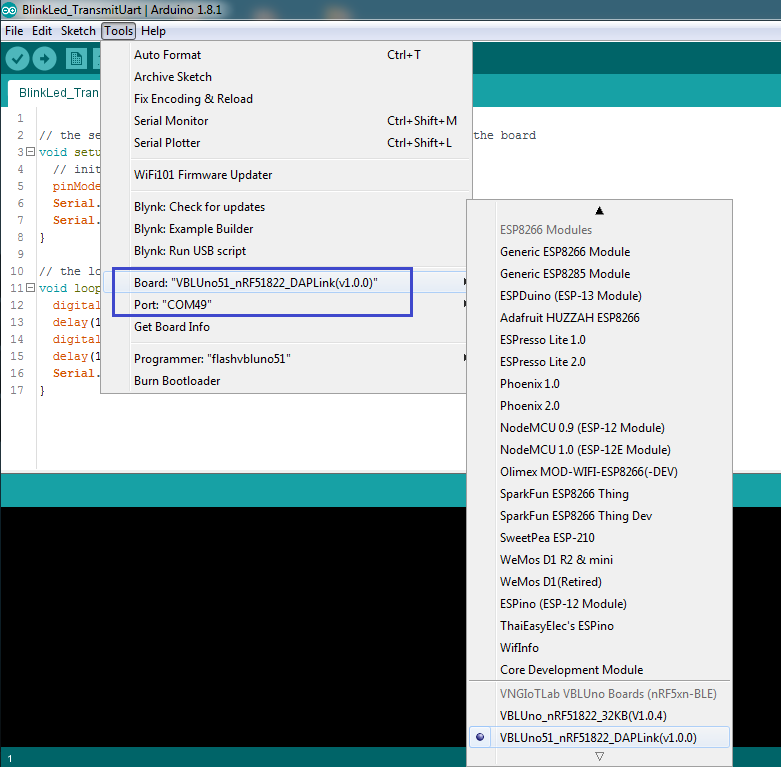 BlinkLed_TransmitUart | Arduino 1.8.1
File Edit Sketch Tools Help
Auto Format Ctrl+T
Archive Sketch
Fix Encoding & Reload
Serial Monitor Ctrl+Shift+M
Serial Plotter Ctrl+Shift+L
WiFi101 Firmware Updater
Blynk: Check for updates
Blynk: Example Builder
Blynk: Run USB script
Board: "VBLUno51_nRF51822_DAPLink(v1.0.0)"
Port: "COM49"
Get Board Info
Programmer: "flashvbluno51"
Burn Bootloader
BlinkLed_Tran
1
2 // the se the board
3 void setu
4 // init
5 pinMode
6 Serial.
7 Serial.
8 }
9
10 // the lo
11 void loop
12 digital
13 delay(1
14 digital
15 delay(1
16 Serial.
17 }
ESP8266 Modules
Generic ESP8266 Module
Generic ESP8285 Module
ESPDuino (ESP-13 Module)
Adafruit HUZZAH ESP8266
ESPresso Lite 1.0
ESPresso Lite 2.0
Phoenix 1.0
Phoenix 2.0
NodeMCU 0.9 (ESP-12 Module)
NodeMCU 1.0 (ESP-12E Module)
Olimex MOD-WIFI-ESP8266(-DEV)
SparkFun ESP8266 Thing
SparkFun ESP8266 Thing Dev
SweetPea ESP-210
WeMos D1 R2 & mini
WeMos D1(Retired)
ESPino (ESP-12 Module)
ThaiEasyElec's ESPino
WifInfo
Core Development Module
VNGIoTLab VBLUno Boards (nRF5xn-BLE)
VBLUno_nRF51822_32KB(V1.0.4)
VBLUno51_nRF51822_DAPLink(v1.0.0)
1